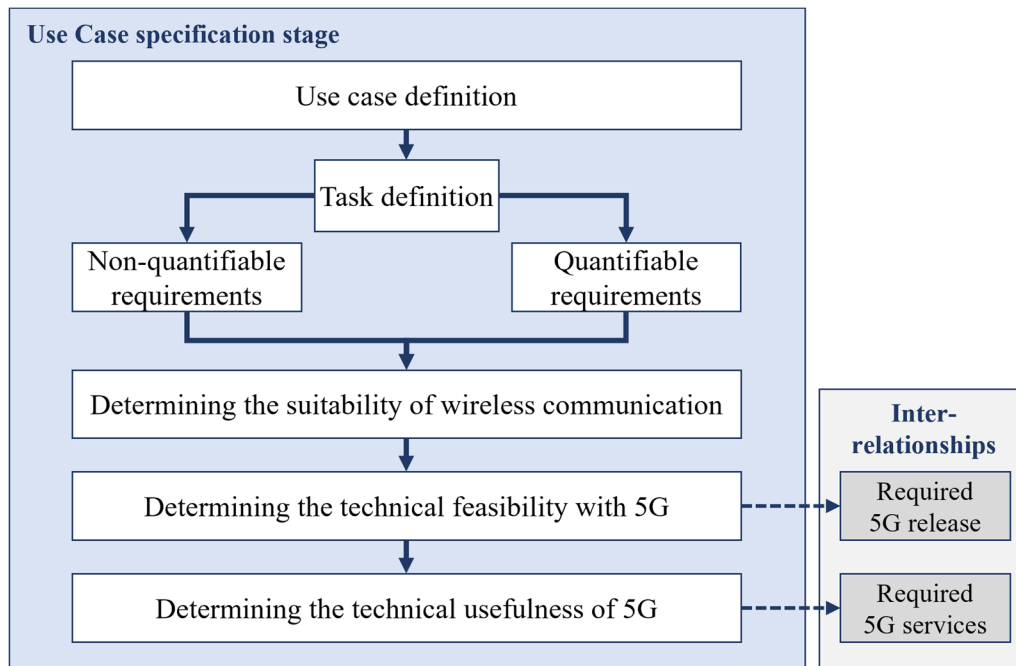 Use Case specification stage
Use case definition
Task definition
Non-quantifiable
requirements
Quantifiable
requirements
Determining the suitability of wireless communication
Inter-
relationships
Determining the technical feasibility with 5G
Required
5G release
Determining the technical usefulness of 5G
Required
5G services